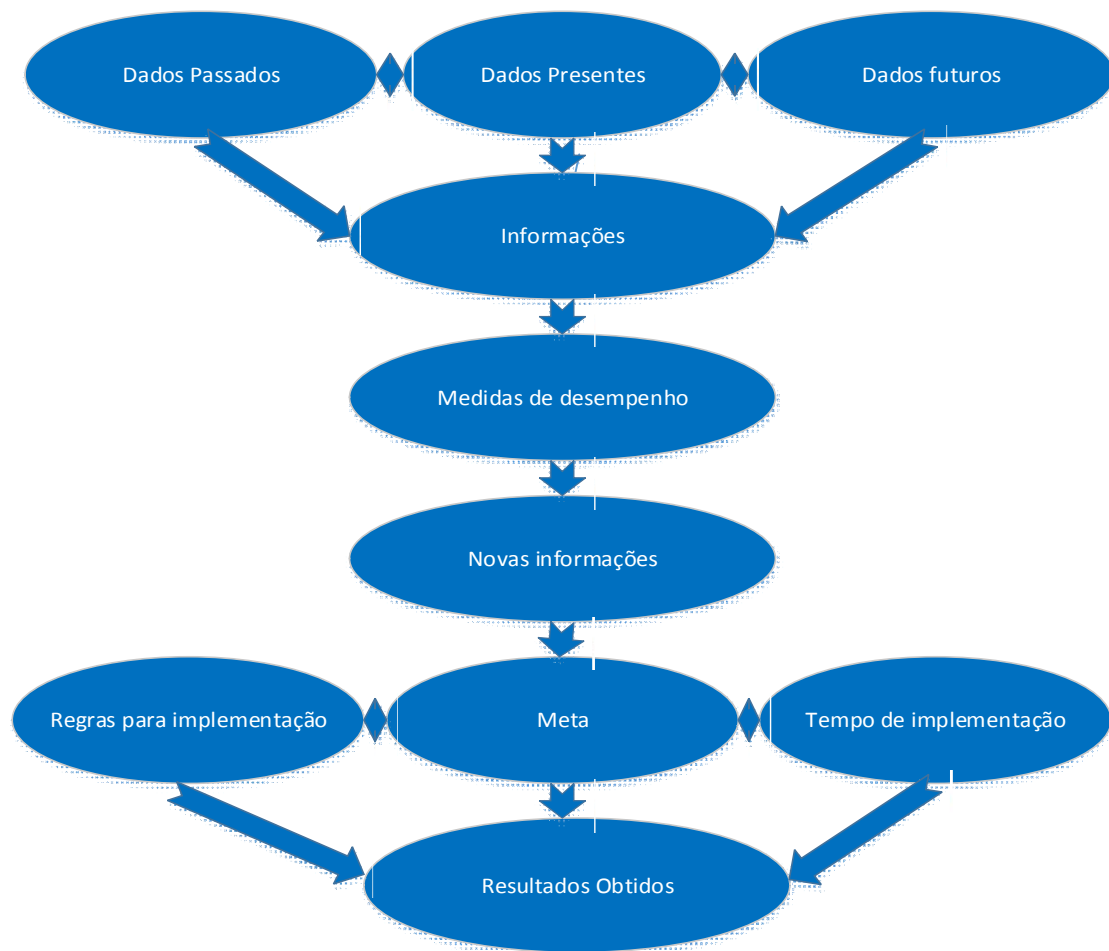 Dados Passados
Dados Presentes
Dados futuros
Informações
Medidas de desempenho
Novas informações
Regras para implementação
Meta
Tempo de implementação
Resultados Obtidos